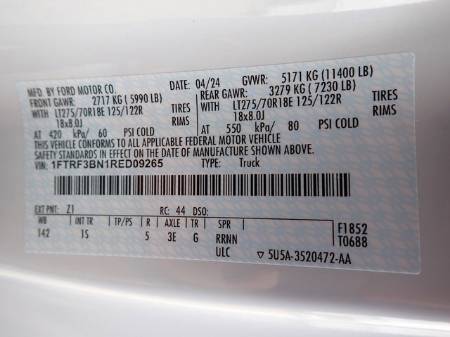 MFD. BY FORD MOTOR CO.
DATE: 04/24 GVWR: 5171 KG (11400 LB)
FRONT GAWR: 2717 KG (5990 LB) REAR GAWR: 3279 KG (7230 LB)
WITH LT275/70R18E 125/122R TIRES WITH LT275/70R18E 125/122R TIRES
18x8.0J RIMS 18x8.0J RIMS
AT 420 kPa/ 60 PSI COLD AT 550 kPa/ 80 PSI COLD
THIS VEHICLE CONFORMS TO ALL APPLICABLE FEDERAL MOTOR VEHICLE
SAFETY STANDARDS IN EFFECT ON THE DATE OF MANUFACTURE SHOWN ABOVE.
VIN: 1FTRF3BN1RED09265 TYPE: Truck
EXT PNT: Z1 RC: 44 DSO:
WB INT TR TP/PS R AXLE TR SPR
142 1S 5 3E G RRNN
ULC
F1852
T0688
5U5A-3520472-AA